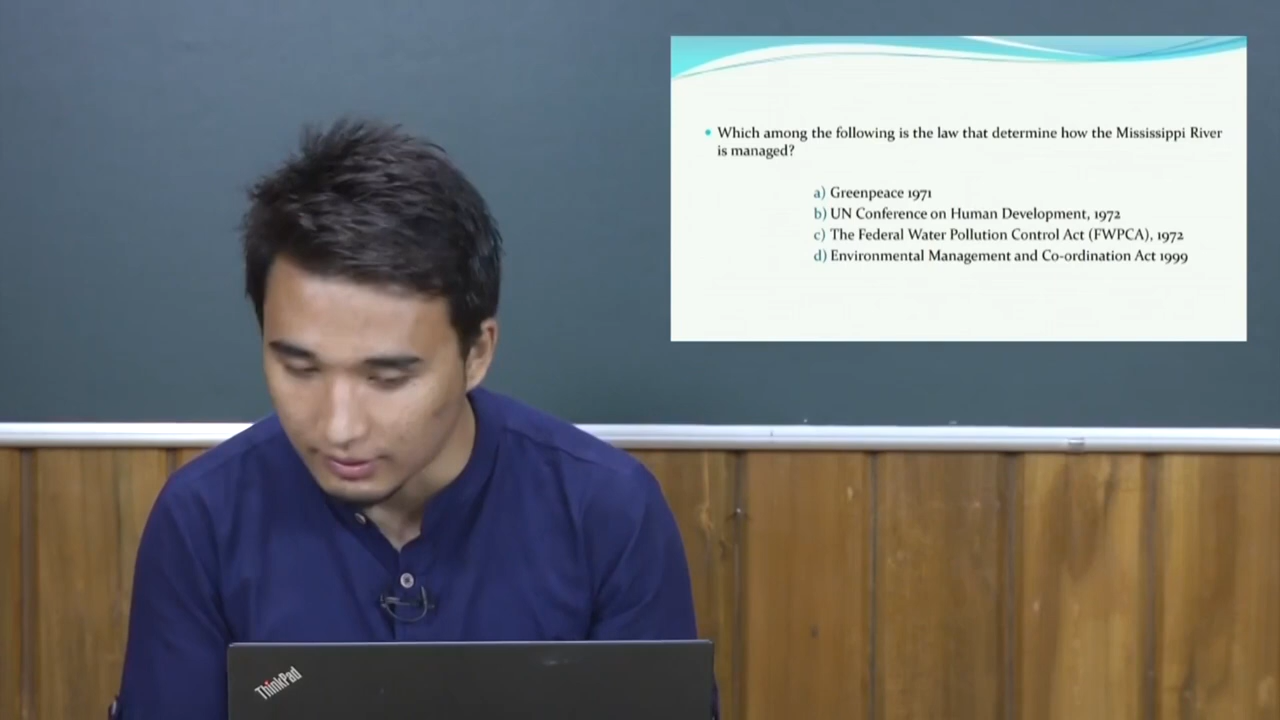 Which among the following is the law that determine how the Mississippi River
is managed?
a) Greenpeace 1971
b) UN Conference on Human Development, 1972
c) The Federal Water Pollution Control Act (FWPCA), 1972
d) Environmental Management and Co-ordination Act 1999
ThinkPad